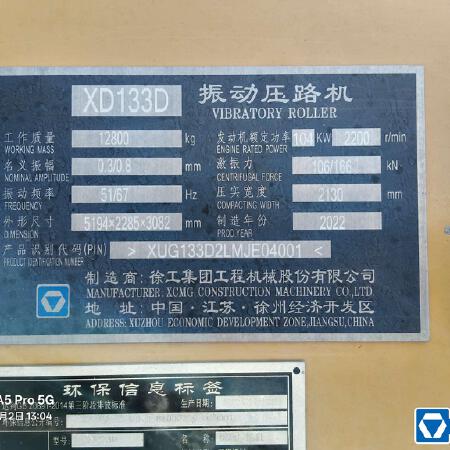 XD133D 振动压路机
VIBRATORY ROLLER
工作质量 12800 kg 发动机额定功率 104 KW 2200 r/min
WORKING MASS ENGINE RATED POWER
名义振幅 0.3/0.8 mm 激振力 106/166 kN
NOMINAL AMPLITUDE CENTRIFUGAL FORCE
振动频率 51/67 Hz 压实宽度 2130 mm
FREQUENCY COMPACTING WIDTH
外形尺寸 5194×2285×3082 mm 制造年份 2022
DIMENSION PROD.YEAR
产品识别代码(PIN) > XUG133D2LMJE04001 <
PRODUCT IDENTIFICATION NUMBER
制造商: 徐工集团工程机械股份有限公司
MACUFACTURER: XCMG CONSTRUCTION MACHINERY CO,.LTD
地 址: 中国·江苏·徐州经济开发区
ADDRESS: XUZHOU ECONOMIC DEVELOPMENT ZONE,JIANGSU,CHINA
环保信息标签
A5 Pro 5G
月2日 13:04